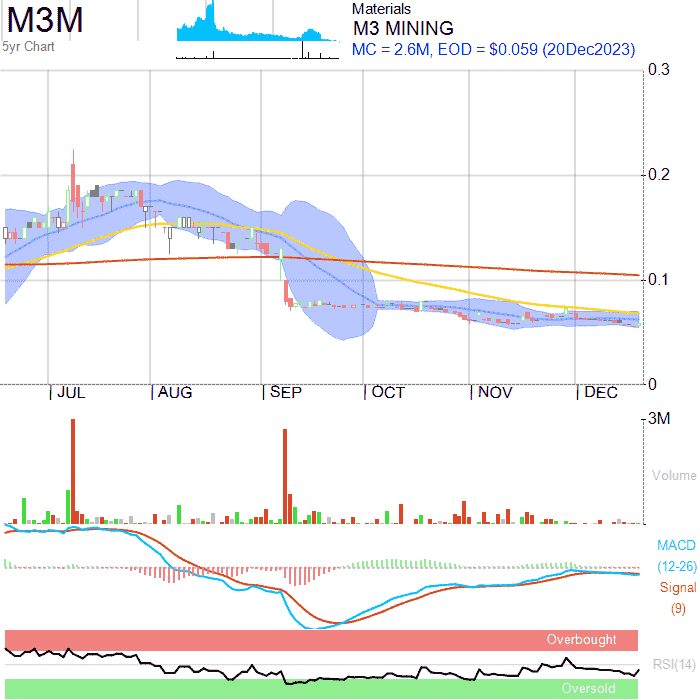 M3M
5yr Chart
Materials
M3 MINING
MC = 2.6M, EOD = $0.059 (20Dec2023)
0.3
0.2
0.1
0
JUL AUG SEP OCT NOV DEC
3M
Volume
MACD
(12-26)
Signal
(9)
Overbought
RSI(14)
Oversold